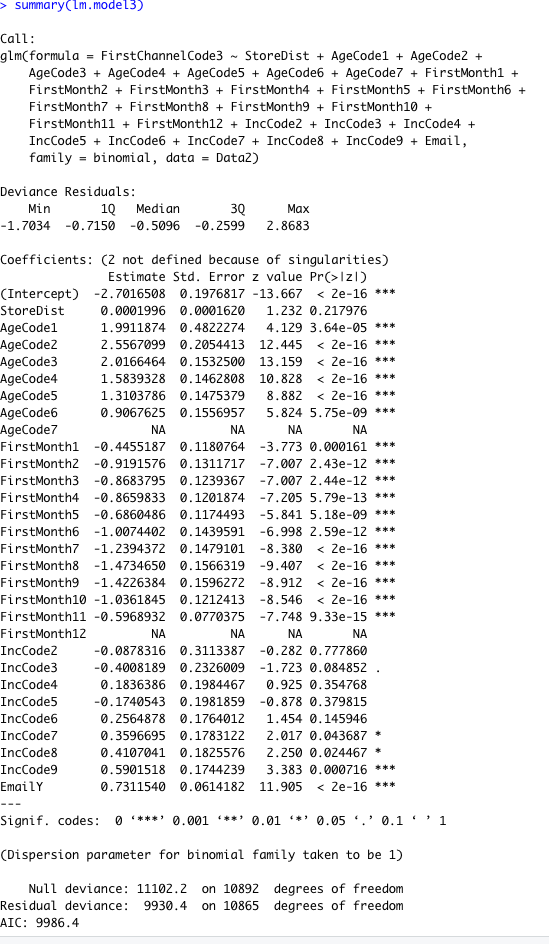 > summary(lm.model3)
Call:
glm(formula = FirstChannelCode3 ~ StoreDist + AgeCode1 + AgeCode2 +
AgeCode3 + AgeCode4 + AgeCode5 + AgeCode6 + AgeCode7 + FirstMonth1 +
FirstMonth2 + FirstMonth3 + FirstMonth4 + FirstMonth5 + FirstMonth6 +
FirstMonth7 + FirstMonth8 + FirstMonth9 + FirstMonth10 +
FirstMonth11 + FirstMonth12 + IncCode2 + IncCode3 + IncCode4 +
IncCode5 + IncCode6 + IncCode7 + IncCode8 + IncCode9 + Email,
family = binomial, data = Data2)
Deviance Residuals:
Min 1Q Median 3Q Max
-1.7034 -0.7150 -0.5096 -0.2599 2.8683
Coefficients: (2 not defined because of singularities)
Estimate Std. Error z value Pr(>|z|)
(Intercept) -2.7016508 0.1976817 -13.667 < 2e-16 ***
StoreDist 0.0001996 0.0001620 1.232 0.217976
AgeCode1 1.9911874 0.4822274 4.129 3.64e-05 ***
AgeCode2 2.5567099 0.2054413 12.445 < 2e-16 ***
AgeCode3 2.0166464 0.1532500 13.159 < 2e-16 ***
AgeCode4 1.5839328 0.1462808 10.828 < 2e-16 ***
AgeCode5 1.3103786 0.1475379 8.882 < 2e-16 ***
AgeCode6 0.9067625 0.1556957 5.824 5.75e-09 ***
AgeCode7 NA NA NA NA
FirstMonth1 -0.4455187 0.1180764 -3.773 0.000161 ***
FirstMonth2 -0.9191576 0.1311717 -7.007 2.43e-12 ***
FirstMonth3 -0.8683795 0.1239367 -7.007 2.44e-12 ***
FirstMonth4 -0.8659833 0.1201874 -7.205 5.79e-13 ***
FirstMonth5 -0.6860486 0.1174493 -5.841 5.18e-09 ***
FirstMonth6 -1.0074402 0.1439591 -6.998 2.59e-12 ***
FirstMonth7 -1.2394372 0.1479101 -8.380 < 2e-16 ***
FirstMonth8 -1.4734650 0.1566319 -9.407 < 2e-16 ***
FirstMonth9 -1.4226384 0.1596272 -8.912 < 2e-16 ***
FirstMonth10 -1.0361845 0.1212413 -8.546 < 2e-16 ***
FirstMonth11 -0.5968932 0.0770375 -7.748 9.33e-15 ***
FirstMonth12 NA NA NA NA
IncCode2 -0.0878316 0.3113387 -0.282 0.777860
IncCode3 -0.4008189 0.2326009 -1.723 0.084852 .
IncCode4 0.1836386 0.1984467 0.925 0.354768
IncCode5 -0.1740543 0.1981859 -0.878 0.379815
IncCode6 0.2564878 0.1764012 1.454 0.145946
IncCode7 0.3596695 0.1783122 2.017 0.043687 *
IncCode8 0.4107041 0.1825576 2.250 0.024467 *
IncCode9 0.5901518 0.1744239 3.383 0.000716 ***
EmailY 0.7311540 0.0614182 11.905 < 2e-16 ***
---
Signif. codes: 0 ‘***’ 0.001 ‘**’ 0.01 ‘*’ 0.05 ‘.’ 0.1 ‘ ’ 1
(Dispersion parameter for binomial family taken to be 1)
Null deviance: 11102.2 on 10892 degrees of freedom
Residual deviance: 9930.4 on 10865 degrees of freedom
AIC: 9986.4